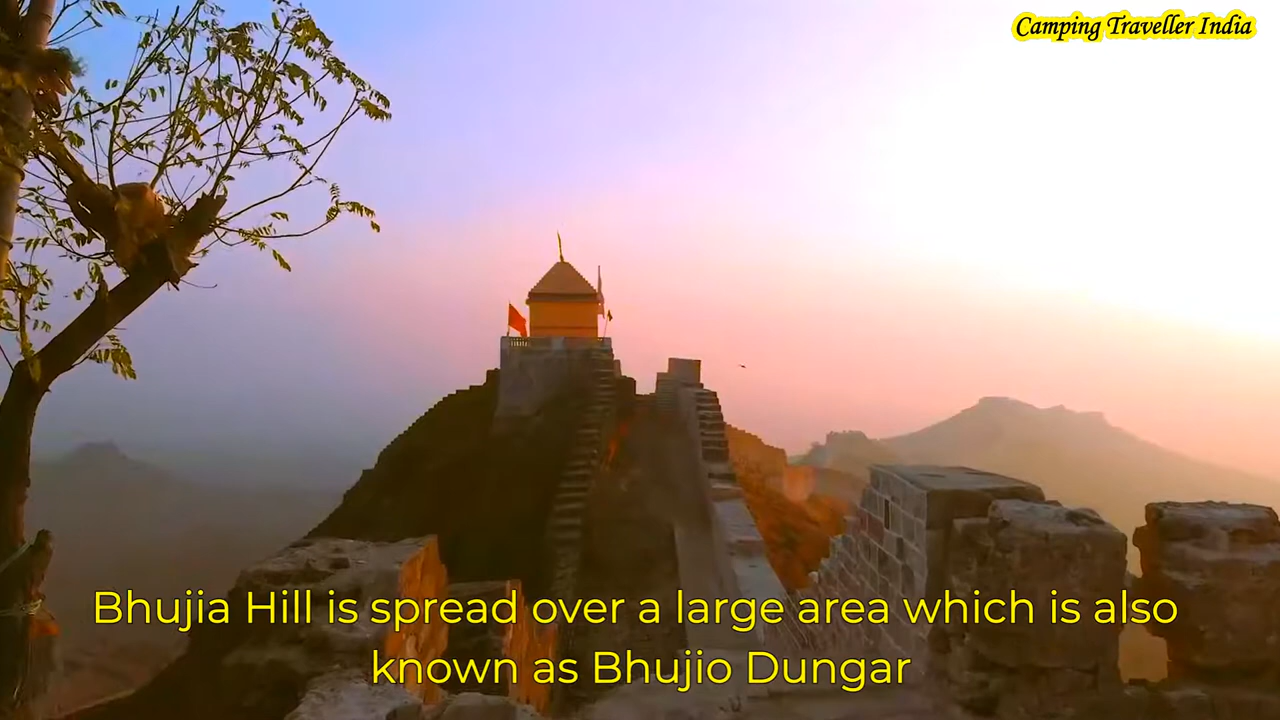 Camping Traveller India
Bhujia Hill is spread over a large area which is also
known as Bhujio Dungar